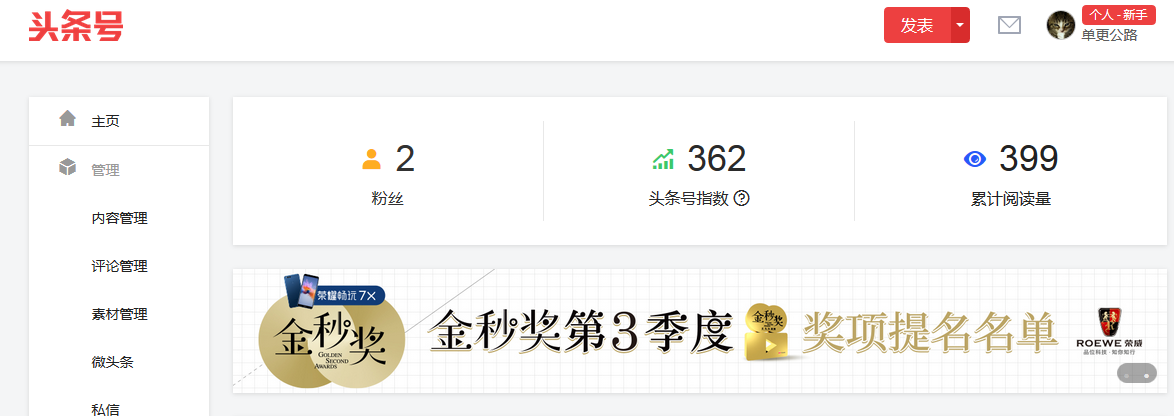 头条号
发表
个人 - 新手
单更公路
主页
管理
内容管理
评论管理
素材管理
微头条
私信
2
粉丝
362
头条号指数
399
累计阅读量
荣耀畅玩7X
金秒奖
GOLDEN
SECOND
AWARDS
金秒奖第3季度
金秒奖
奖项提名名单
ROEWE 荣威
品位科技·知你知行